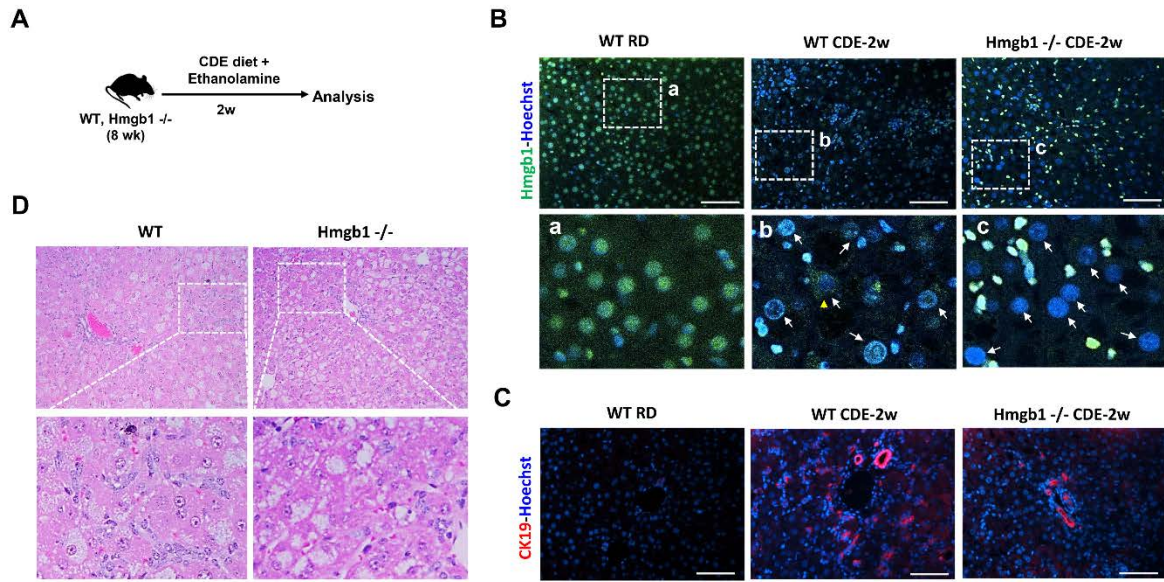 A
CDE diet +
Ethanolamine
2w
Analysis
WT, Hmgb1 -/-
(8 wk)
B
WT RD
WT CDE-2w
Hmgb1 -/- CDE-2w
Hmgb1-Hoechst
a
b
c
a
b
c
D
WT
Hmgb1 -/-
C
WT RD
WT CDE-2w
Hmgb1 -/- CDE-2w
CK19-Hoechst